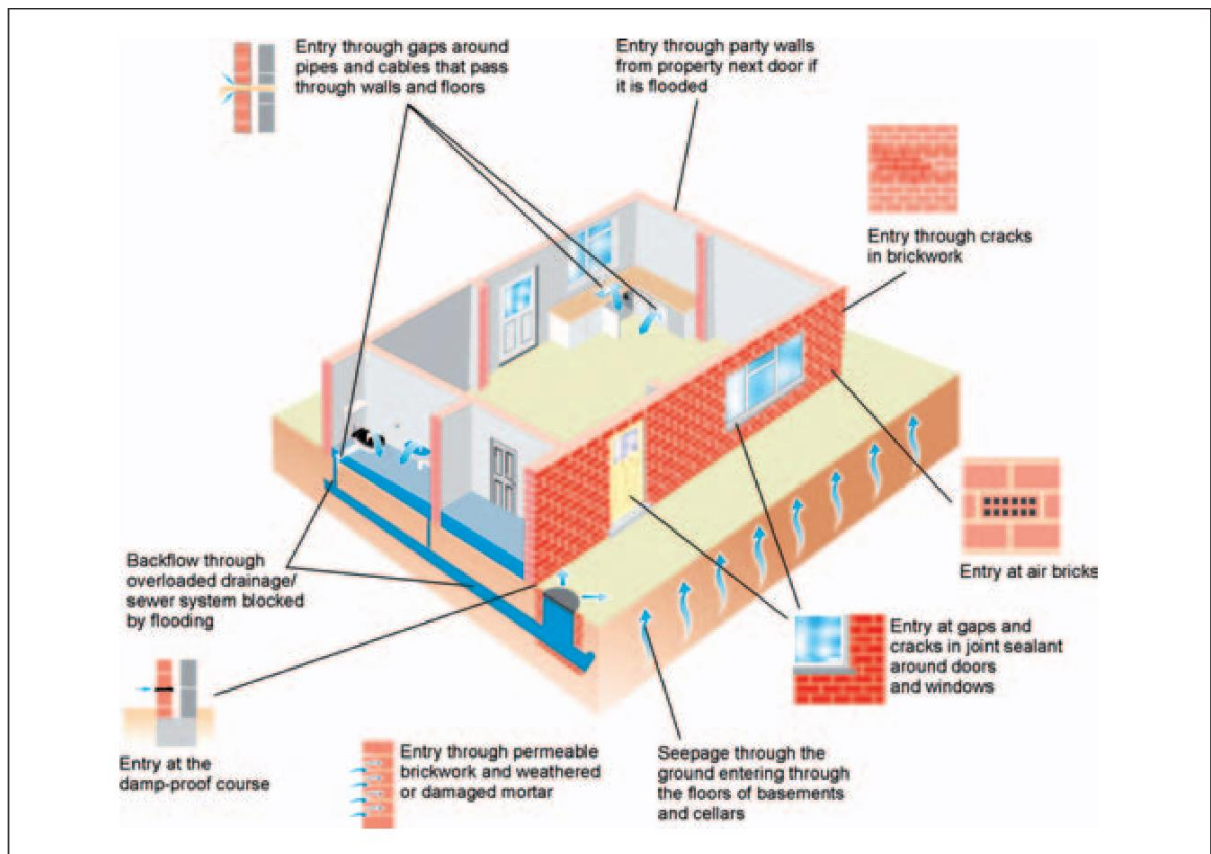 Entry through gaps around
pipes and cables that pass
through walls and floors
Entry through party walls
from property next door if
it is flooded
Entry through cracks
in brickwork
Entry at air bricks
Backflow through
overloaded drainage/
sewer system blocked
by flooding
Entry at gaps and
cracks in joint sealant
around doors
and windows
Entry at the
damp-proof course
Entry through permeable
brickwork and weathered
or damaged mortar
Seepage through the
ground entering through
the floors of basements
and cellars